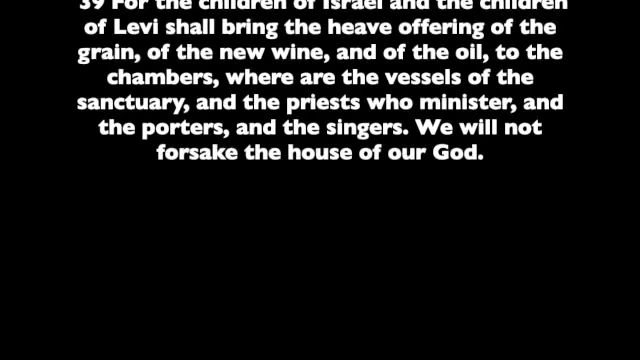 39 For the children of Israel and the children
of Levi shall bring the heave offering of the
grain, of the new wine, and of the oil, to the
chambers, where are the vessels of the
sanctuary, and the priests who minister, and
the porters, and the singers. We will not
forsake the house of our God.